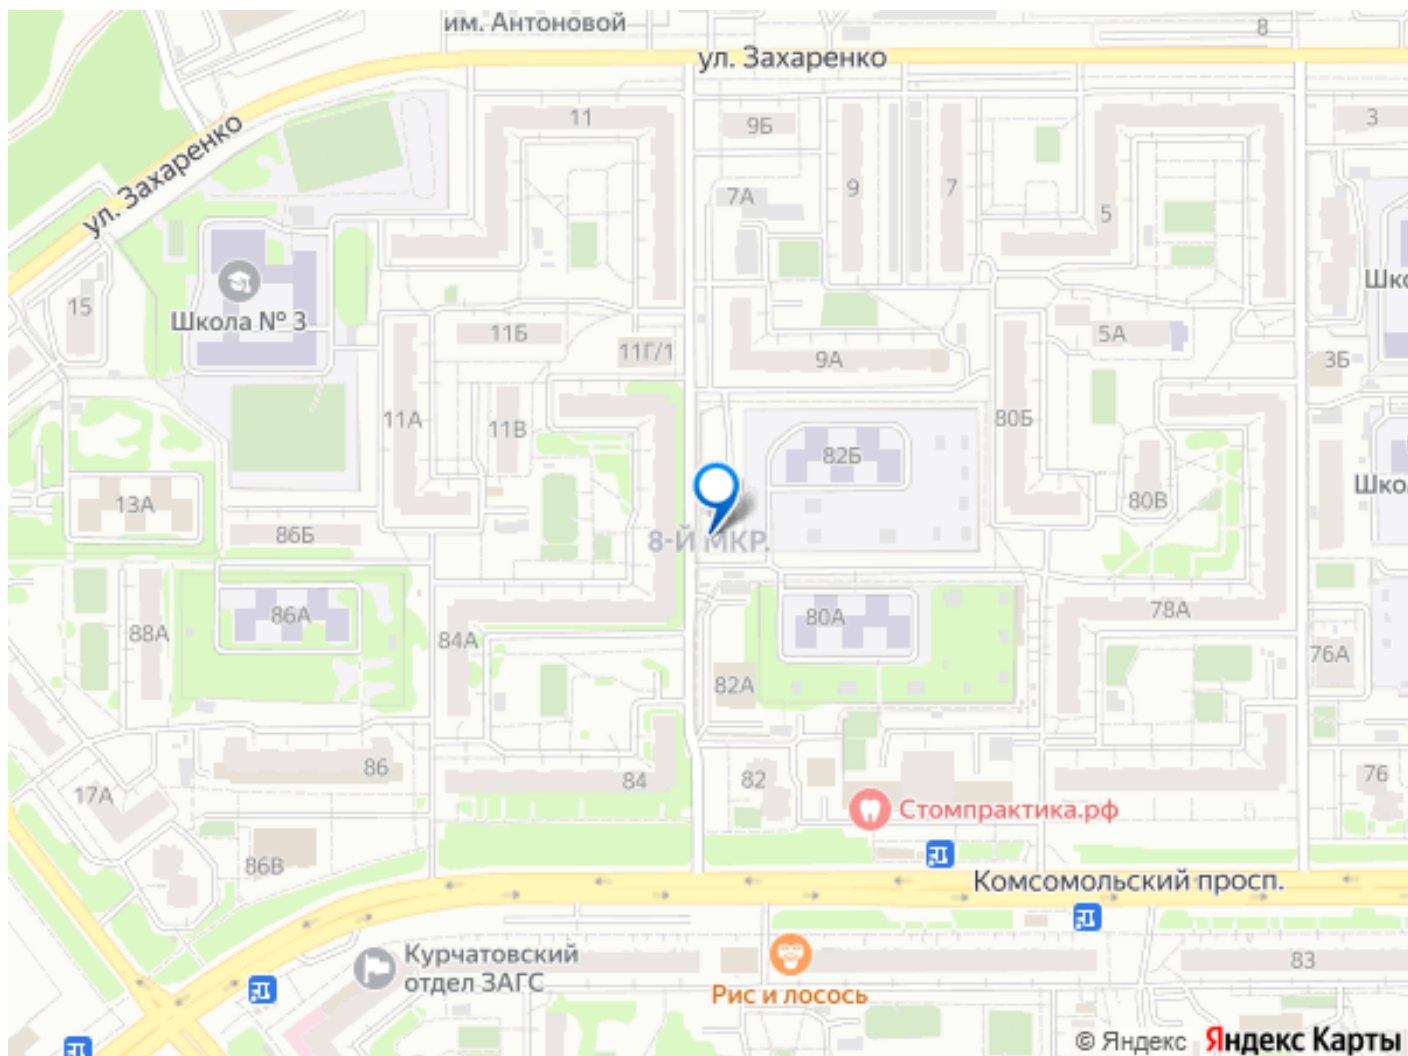 им. Антоновой
8
ул. Захаренко
11
9Б
3
ул. Захаренко
7А
9
7
5
Шко
Школа № 3
15
11Б
11Г/1
9А
5А
3Б
11А
11В
80Б
82Б
80В
Шко
13А
86Б
8-Й МКР.
86А
88А
84А
80А
78А
76А
82А
86
84
82
76
17А
Стомпрактика.рф
86В
Комсомольский просп.
Курчатовский
отдел ЗАГС
83
Рис и лосось
© Яндекс Яндекс Карты